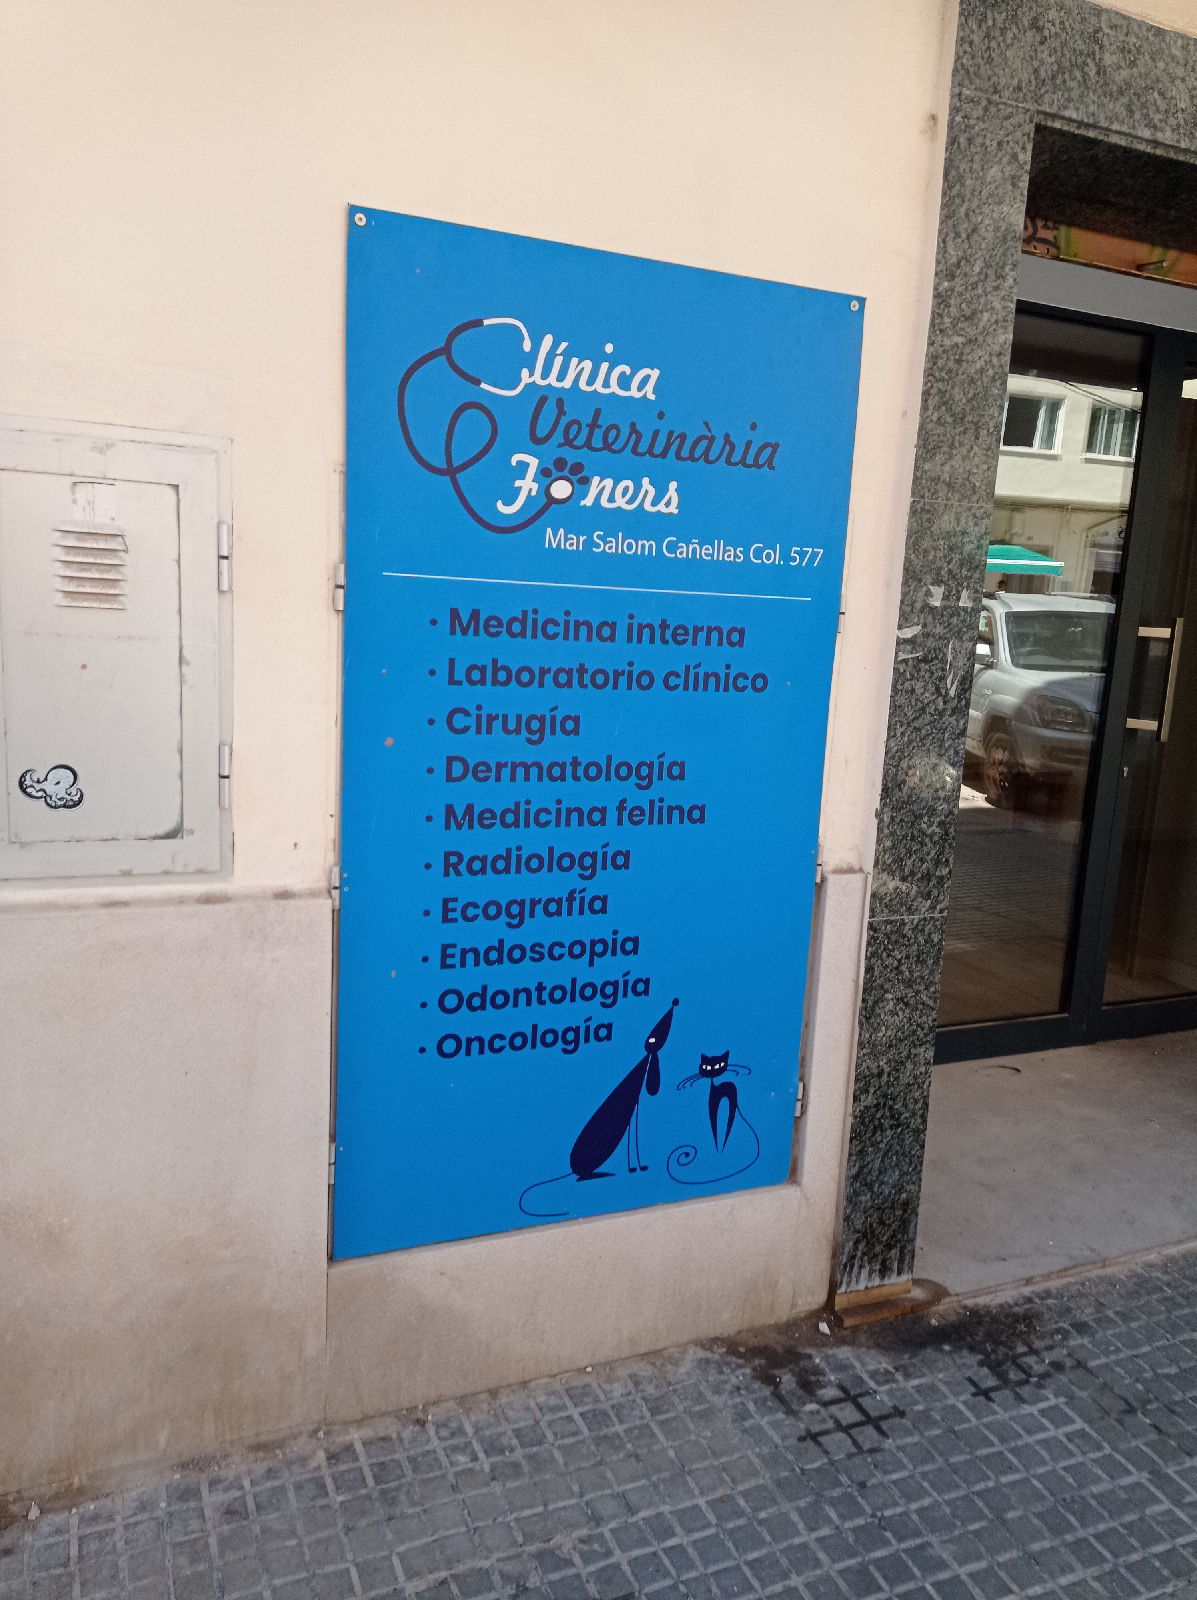 Clínica
Veterinària
Foners
Mar Salom Cañellas Col. 577
· Medicina interna
· Laboratorio clínico
· Cirugía
· Dermatología
· Medicina felina
· Radiología
· Ecografía
· Endoscopia
· Odontología
· Oncología